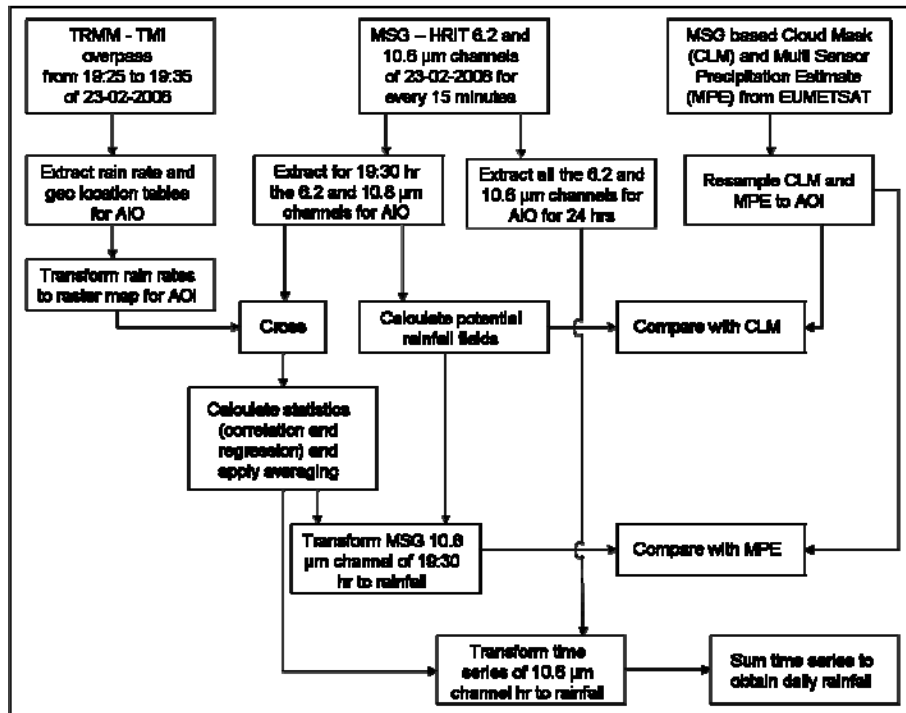 TRMM - TMI
overpass
from 19:25 to 19:35
of 23-02-2006
MSG – HRIT 6.2 and
10.6 µm channels
of 23-02-2006 for
every 15 minutes
MSG based Cloud Mask
(CLM) and Multi Sensor
Precipitation Estimate
(MPE) from EUMETSAT
Extract rain rate and
geo location tables
for AIO
Extract for 19:30 hr
the 6.2 and 10.8 µm
channels for AIO
Extract all the 6.2 and
10.6 µm channels for
AIO for 24 hrs
Resample CLM and
MPE to AOI
Transform rain rates
to raster map for AOI
Cross
Calculate potential
rainfall fields
Compare with CLM
Calculate statistics
(correlation and
regression) and
apply averaging
Transform MSG 10.8
µm channel of 19:30
hr to rainfall
Compare with MPE
Transform time
series of 10.6 µm
channel hr to rainfall
Sum time series to
obtain daily rainfall